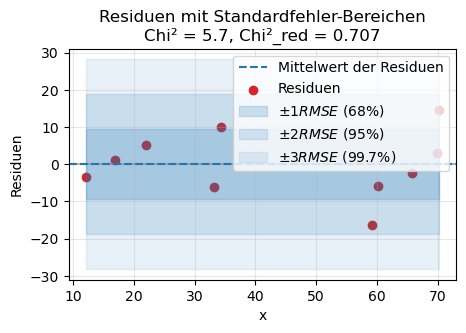 Residuen mit Standardfehler-Bereichen
Chi² = 5.7, Chi²_red = 0.707
Residuen
30
20
10
0
−10
−20
−30
Mittelwert der Residuen
Residuen
±1RMSE (68%)
±2RMSE (95%)
±3RMSE (99.7%)
10 20 30 40 50 60 70
x